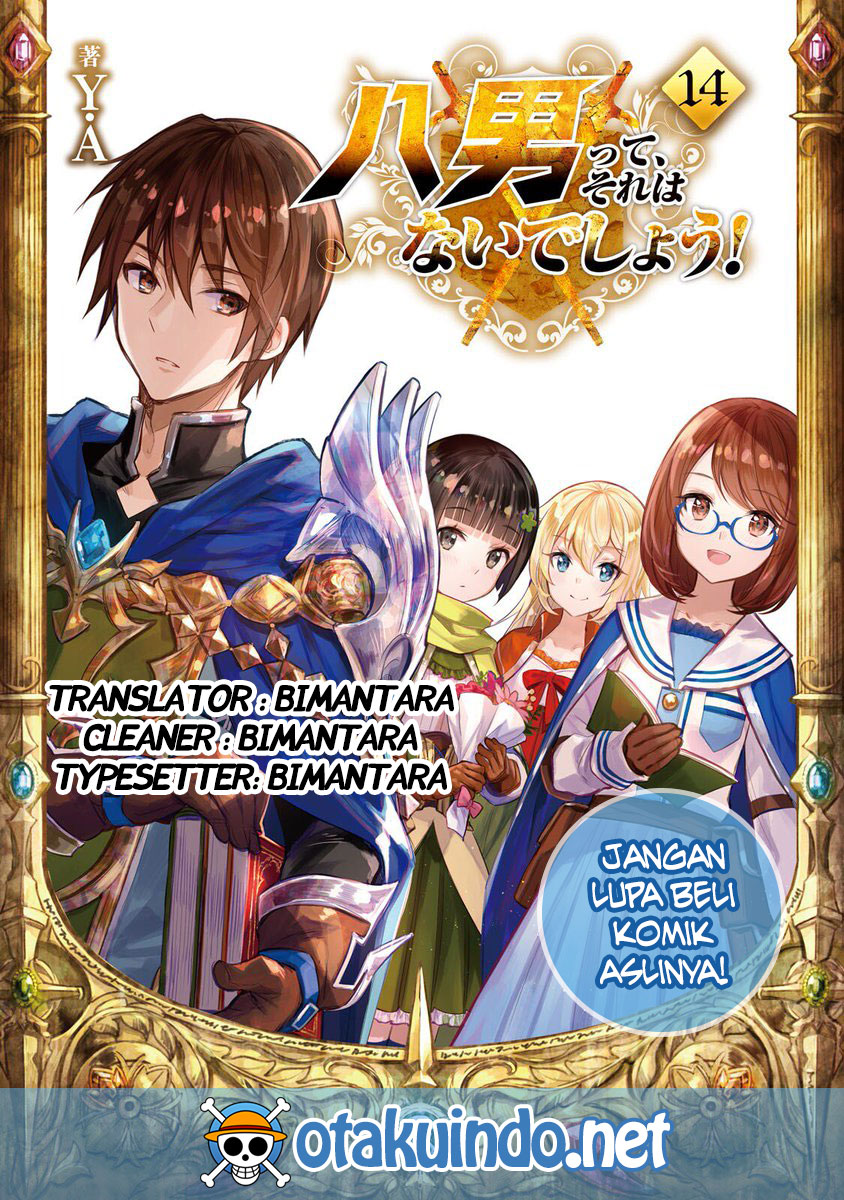 著 Y.A
14
八男って、
それは
ないでしょう!
TRANSLATOR : BIMANTARA
CLEANER : BIMANTARA
TYPESETTER: BIMANTARA
JANGAN
LUPA BELI
KOMIK
ASLINYA!
otakuindo.net